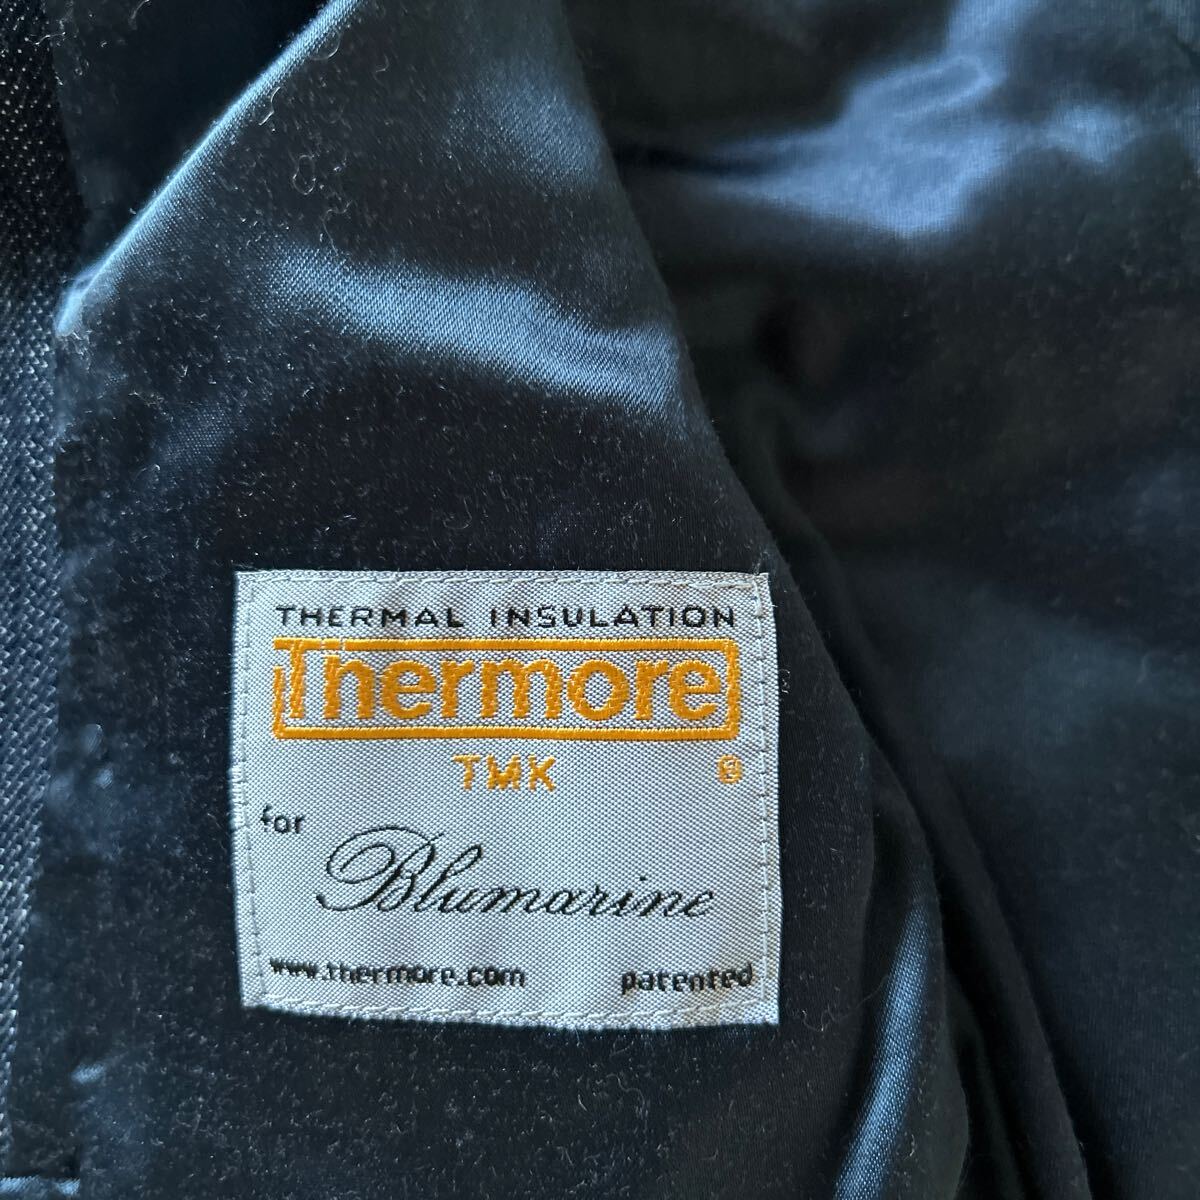 THERMAL INSULATION
Thermore
TMK ®
for
Blumarine
www.thermore.com patented